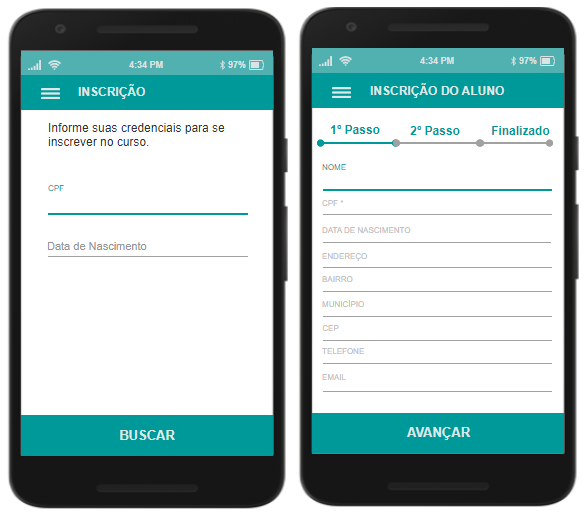 4:34 PM
97%
INSCRIÇÃO
Informe suas credenciais para se
inscrever no curso.
CPF
Data de Nascimento
BUSCAR
4:34 PM
97%
INSCRIÇÃO DO ALUNO
1º Passo
2º Passo
Finalizado
NOME
CPF *
DATA DE NASCIMENTO
ENDEREÇO
BAIRRO
MUNICÍPIO
CEP
TELEFONE
EMAIL
AVANÇAR